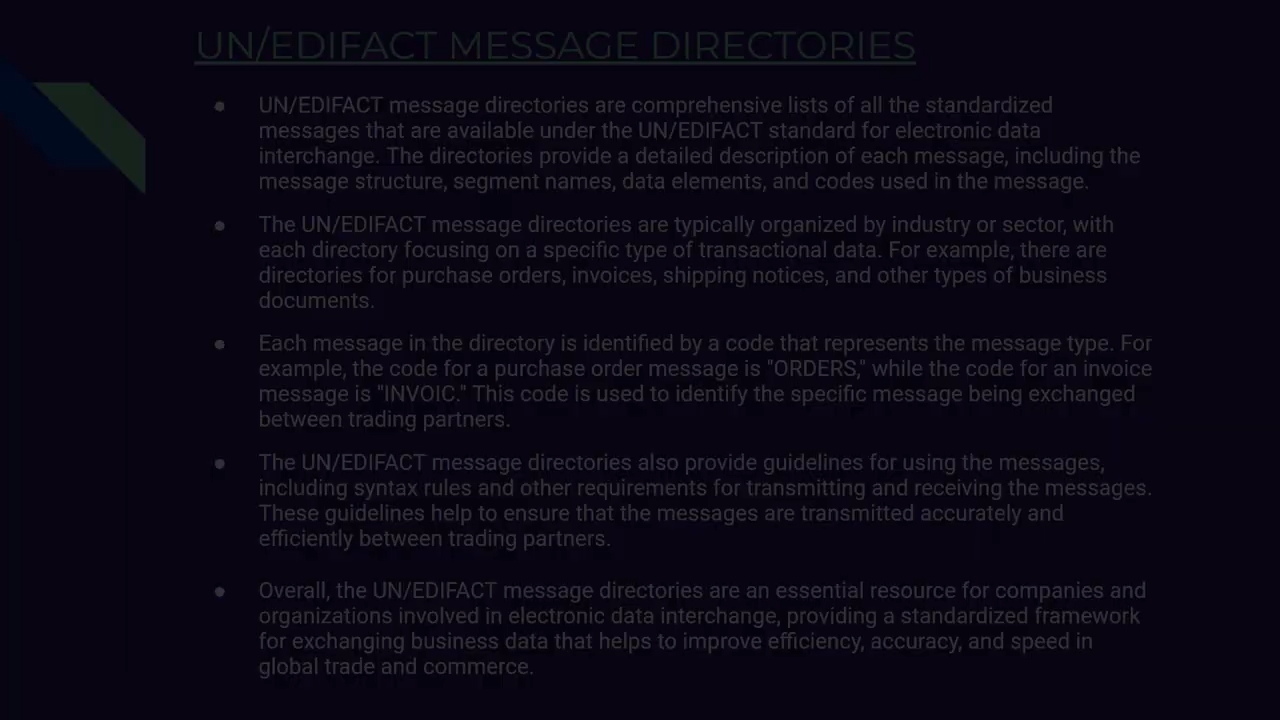 UN/EDIFACT MESSAGE DIRECTORIES
● UN/EDIFACT message directories are comprehensive lists of all the standardized
messages that are available under the UN/EDIFACT standard for electronic data
interchange. The directories provide a detailed description of each message, including the
message structure, segment names, data elements, and codes used in the message.
● The UN/EDIFACT message directories are typically organized by industry or sector, with
each directory focusing on a specific type of transactional data. For example, there are
directories for purchase orders, invoices, shipping notices, and other types of business
documents.
● Each message in the directory is identified by a code that represents the message type. For
example, the code for a purchase order message is "ORDERS," while the code for an invoice
message is "INVOIC." This code is used to identify the specific message being exchanged
between trading partners.
● The UN/EDIFACT message directories also provide guidelines for using the messages,
including syntax rules and other requirements for transmitting and receiving the messages.
These guidelines help to ensure that the messages are transmitted accurately and
efficiently between trading partners.
● Overall, the UN/EDIFACT message directories are an essential resource for companies and
organizations involved in electronic data interchange, providing a standardized framework
for exchanging business data that helps to improve efficiency, accuracy, and speed in
global trade and commerce.